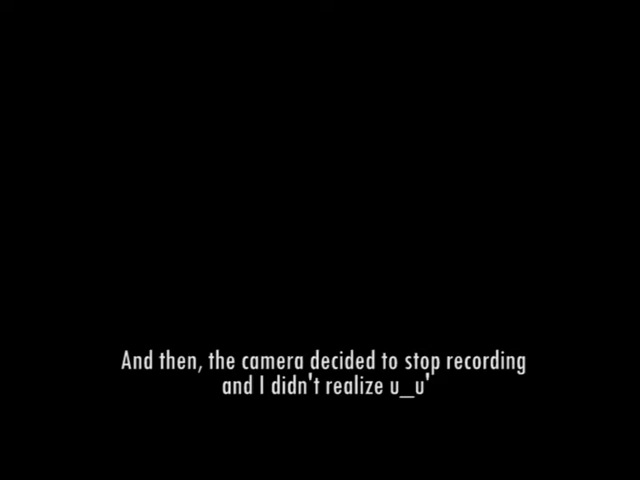 And then, the camera decided to stop recording
and I didn't realize u_u'